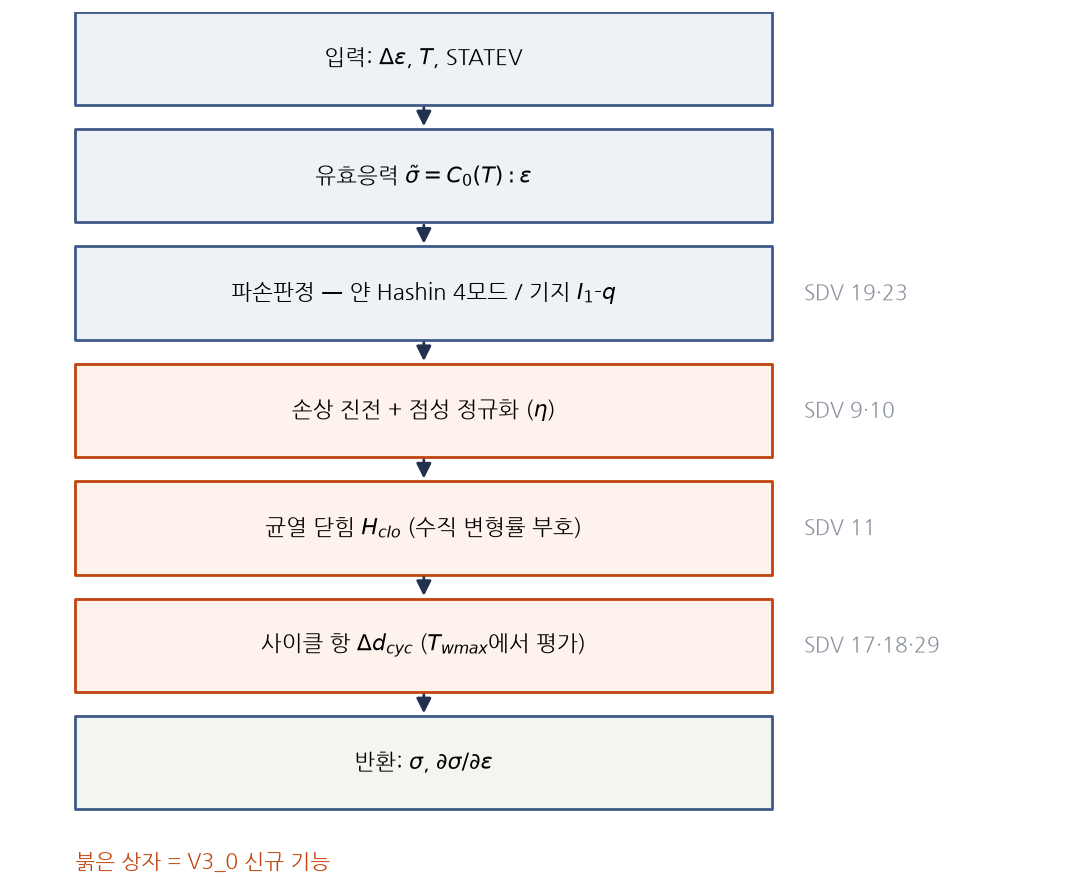 입력: Δε, T, STATEV
유효응력 σ̃ = C₀(T) : ε
파손판정 — 얀 Hashin 4모드 / 기지 I₁-q
SDV 19·23
손상 진전 + 점성 정규화 (η)
SDV 9·10
균열 닫힘 H_clo (수직 변형률 부호)
SDV 11
사이클 항 Δd_cyc (T_wmax에서 평가)
SDV 17·18·29
반환: σ, ∂σ/∂ε
붉은 상자 = V3_0 신규 기능